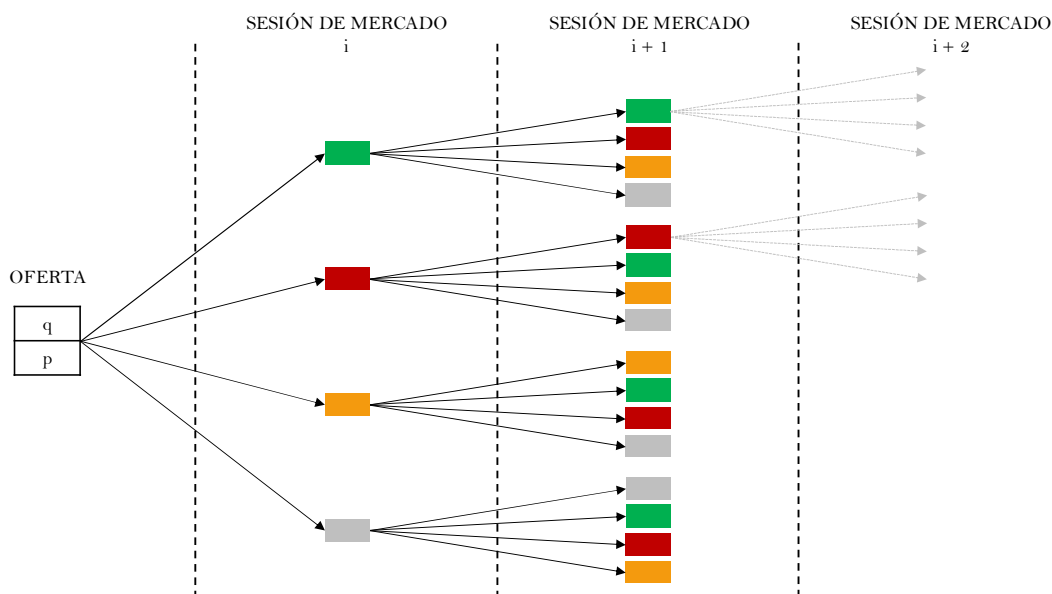 SESIÓN DE MERCADO
i
SESIÓN DE MERCADO
i + 1
SESIÓN DE MERCADO
i + 2
OFERTA
q
p